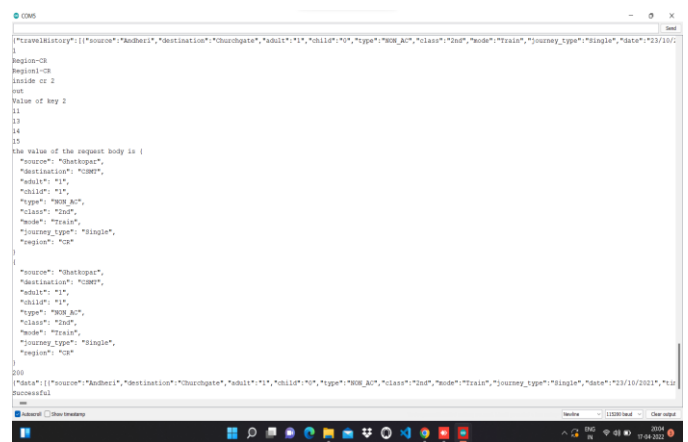 COM5
Send
{"travelHistory":[{"source":"Andheri","destination":"Churchgate","adult":"1","child":"0","type":"NON_AC","class":"2nd","mode":"Train","journey_type":"Single","date":"23/10/2
1
Region-CR
Region1-CR
inside cr 2
out
Value of key 2
11
13
14
15
the value of the request body is {
"source": "Ghatkopar",
"destination": "CSMT",
"adult": "1",
"child": "1",
"type": "NON_AC",
"class": "2nd",
"mode": "Train",
"journey_type": "Single",
"region": "CR"
}
{
"source": "Ghatkopar",
"destination": "CSMT",
"adult": "1",
"child": "1",
"type": "NON_AC",
"class": "2nd",
"mode": "Train",
"journey_type": "Single",
"region": "CR"
}
200
{"data":[{"source":"Andheri","destination":"Churchgate","adult":"1","child":"0","type":"NON_AC","class":"2nd","mode":"Train","journey_type":"Single","date":"23/10/2021","tim
Successful
Autoscroll Show timestamp Newline 115200 baud Clear output
ENG IN 20:04 17-04-2022